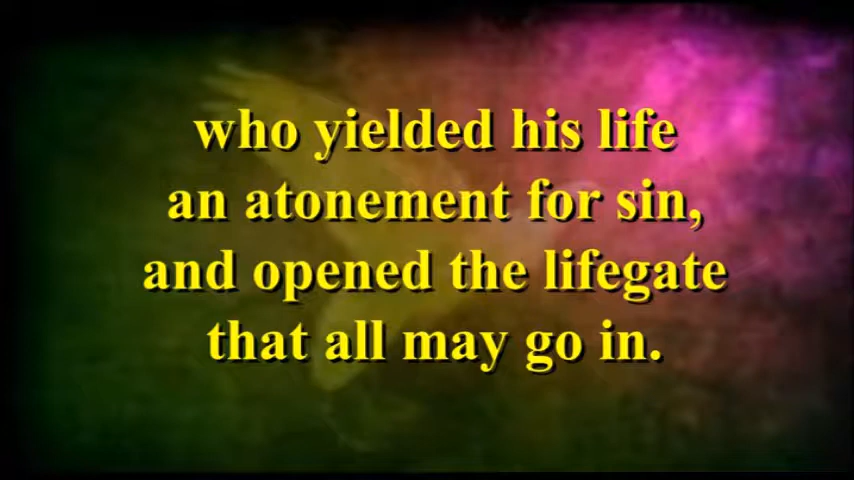 who yielded his life
an atonement for sin,
and opened the lifegate
that all may go in.